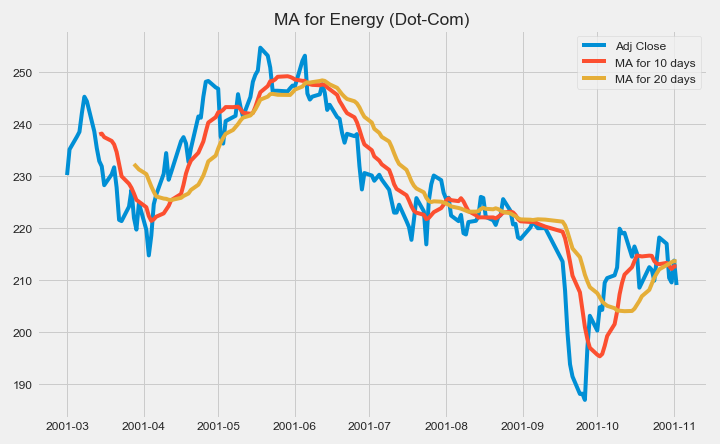 MA for Energy (Dot-Com)
Adj Close
MA for 10 days
MA for 20 days
250
240
230
220
210
200
190
2001-03 2001-04 2001-05 2001-06 2001-07 2001-08 2001-09 2001-10 2001-11